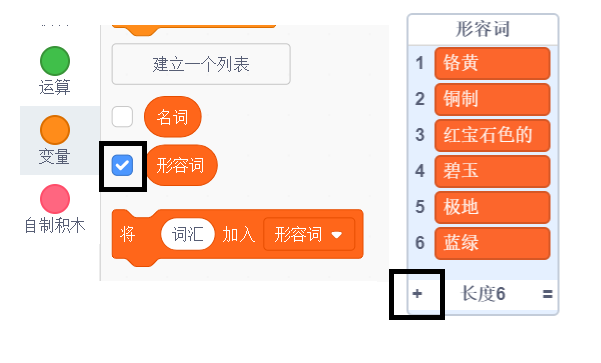 运算
变量
自制积木
建立一个列表
名词
形容词
将 词汇 加入 形容词
形容词
1 铬黄
2 铜制
3 红宝石色的
4 碧玉
5 极地
6 蓝绿
+ 长度6 =